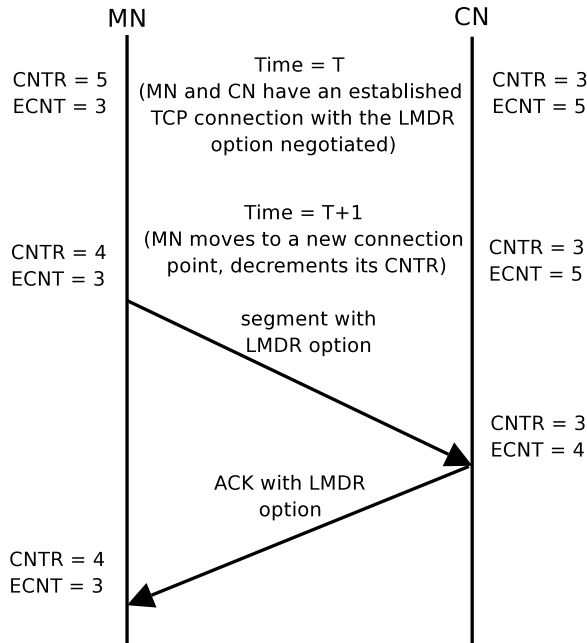 MN
CN
Time = T
(MN and CN have an established
TCP connection with the LMDR
option negotiated)
CNTR = 5
ECNT = 3
CNTR = 3
ECNT = 5
Time = T+1
(MN moves to a new connection
point, decrements its CNTR)
CNTR = 4
ECNT = 3
CNTR = 3
ECNT = 5
segment with
LMDR option
CNTR = 3
ECNT = 4
ACK with LMDR
option
CNTR = 4
ECNT = 3